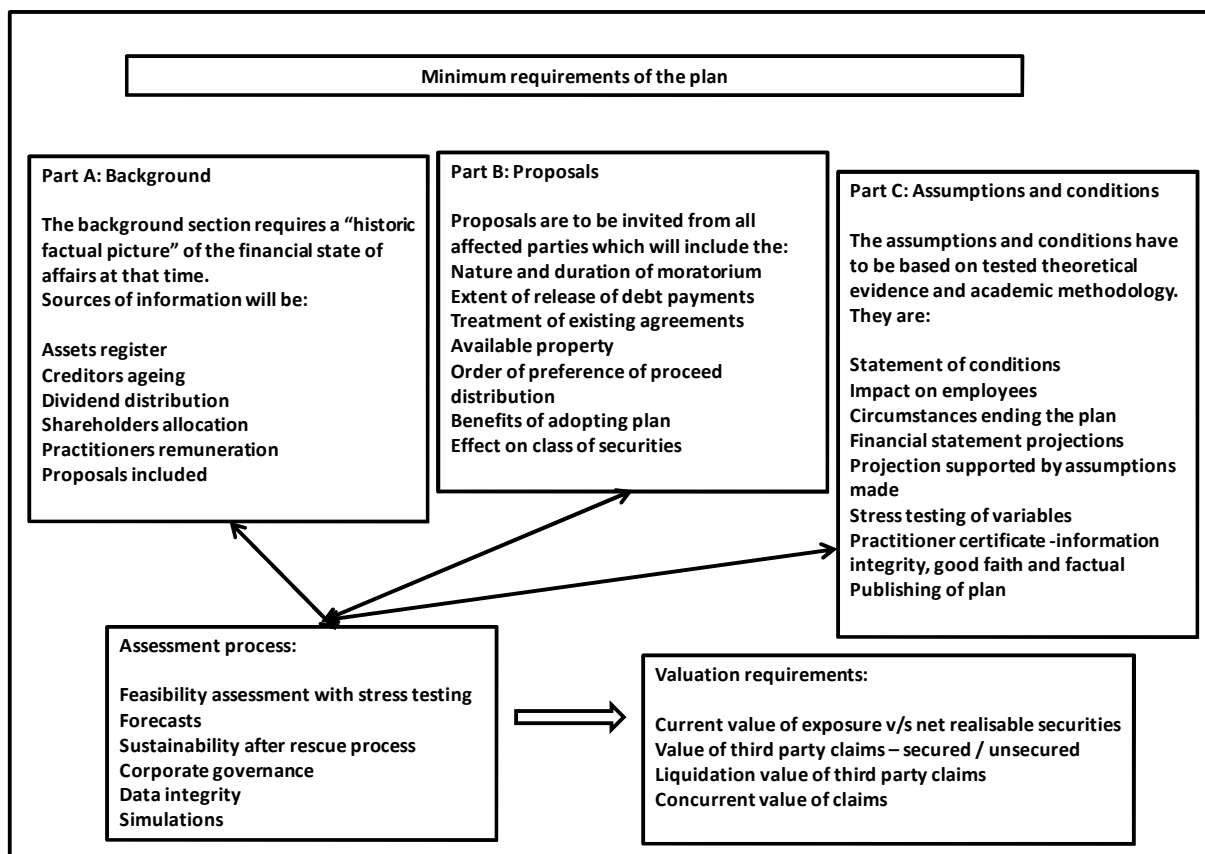 Minimum requirements of the plan
Part A: Background
The background section requires a “historic
factual picture” of the financial state of
affairs at that time.
Sources of information will be:
Assets register
Creditors ageing
Dividend distribution
Shareholders allocation
Practitioners remuneration
Proposals included
Part B: Proposals
Proposals are to be invited from all
affected parties which will include the:
Nature and duration of moratorium
Extent of release of debt payments
Treatment of existing agreements
Available property
Order of preference of proceed
distribution
Benefits of adopting plan
Effect on class of securities
Part C: Assumptions and conditions
The assumptions and conditions have
to be based on tested theoretical
evidence and academic methodology.
They are:
Statement of conditions
Impact on employees
Circumstances ending the plan
Financial statement projections
Projection supported by assumptions
made
Stress testing of variables
Practitioner certificate -information
integrity, good faith and factual
Publishing of plan
Assessment process:
Feasibility assessment with stress testing
Forecasts
Sustainability after rescue process
Corporate governance
Data integrity
Simulations
Valuation requirements:
Current value of exposure v/s net realisable securities
Value of third party claims – secured / unsecured
Liquidation value of third party claims
Concurrent value of claims